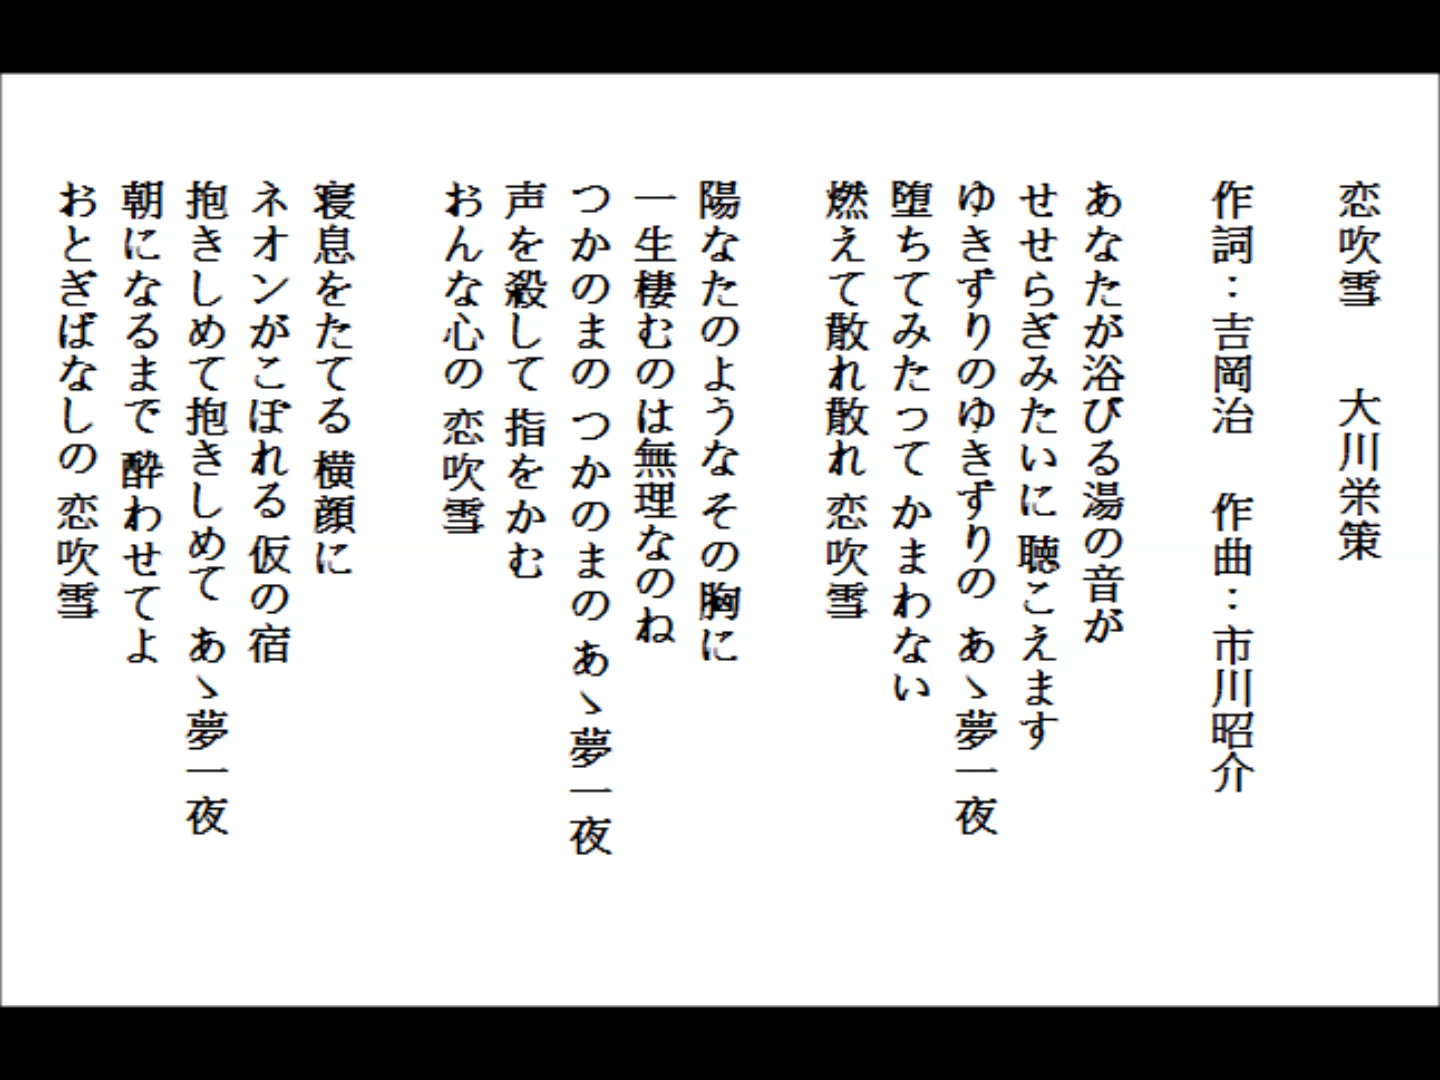 恋吹雪　　大川栄策
作詞：吉岡治　作曲：市川昭介
あなたが浴びる湯の音が
せせらぎみたいに 聴こえます
ゆきずりのゆきずりの あゝ夢一夜
堕ちてみたって かまわない
燃えて散れ散れ 恋吹雪
陽なたのような その胸に
一生棲むのは無理なのね
つかのまの つかのまの あゝ夢一夜
声を殺して 指をかむ
おんな心の 恋吹雪
寝息をたてる 横顔に
ネオンがこぼれる 仮の宿
抱きしめて抱きしめて あゝ夢一夜
朝になるまで 酔わせてよ
おとぎばなしの 恋吹雪